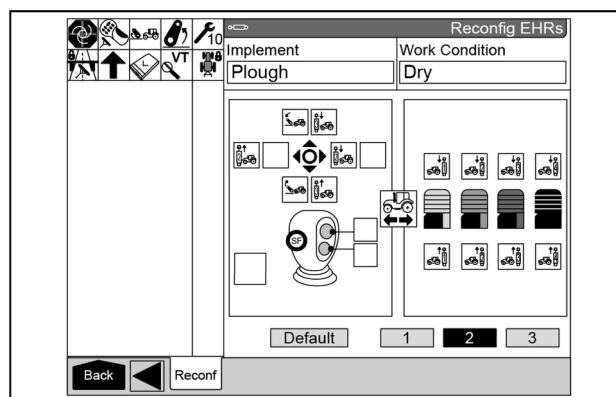 10
VT
Reconfig EHRs
Implement
Work Condition
Plough
Dry
SF
Default
1
2
3
Back
Reconf